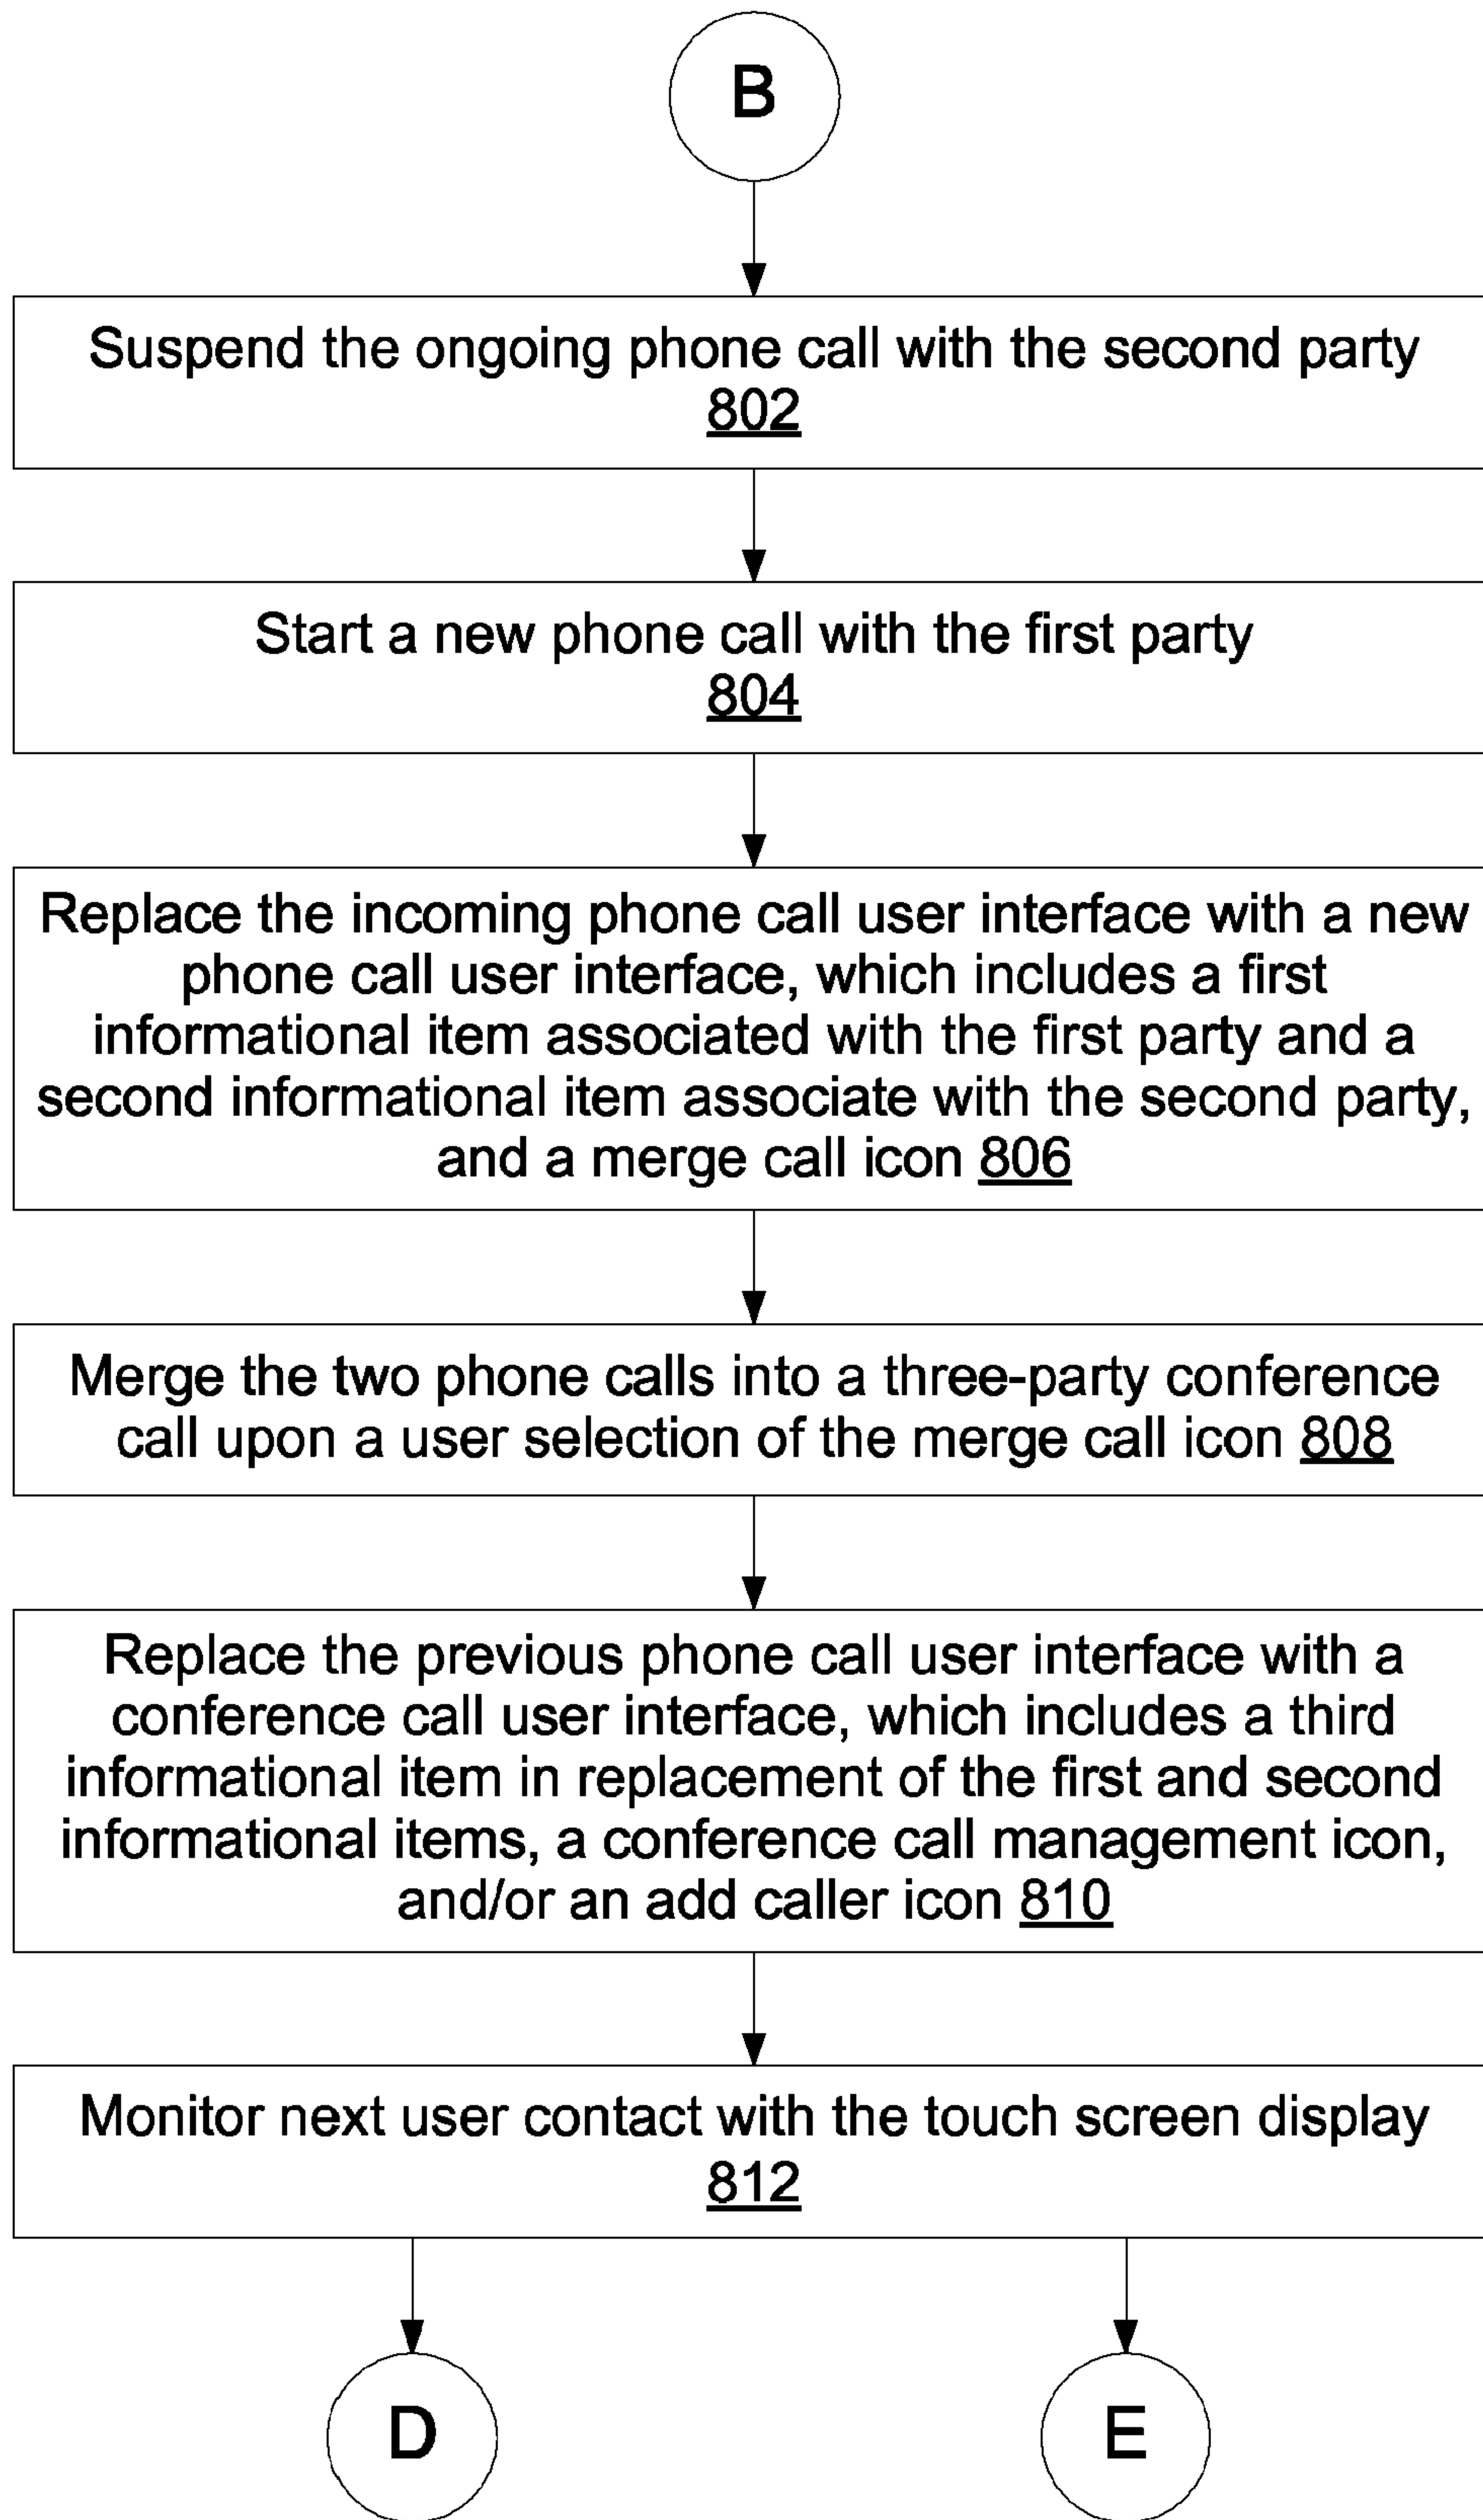 B
Suspend the ongoing phone call with the second party
802
Start a new phone call with the first party
804
Replace the incoming phone call user interface with a new
phone call user interface, which includes a first
informational item associated with the first party and a
second informational item associate with the second party,
and a merge call icon 806
Merge the two phone calls into a three-party conference
call upon a user selection of the merge call icon 808
Replace the previous phone call user interface with a
conference call user interface, which includes a third
informational item in replacement of the first and second
informational items, a conference call management icon,
and/or an add caller icon 810
Monitor next user contact with the touch screen display
812
D
E